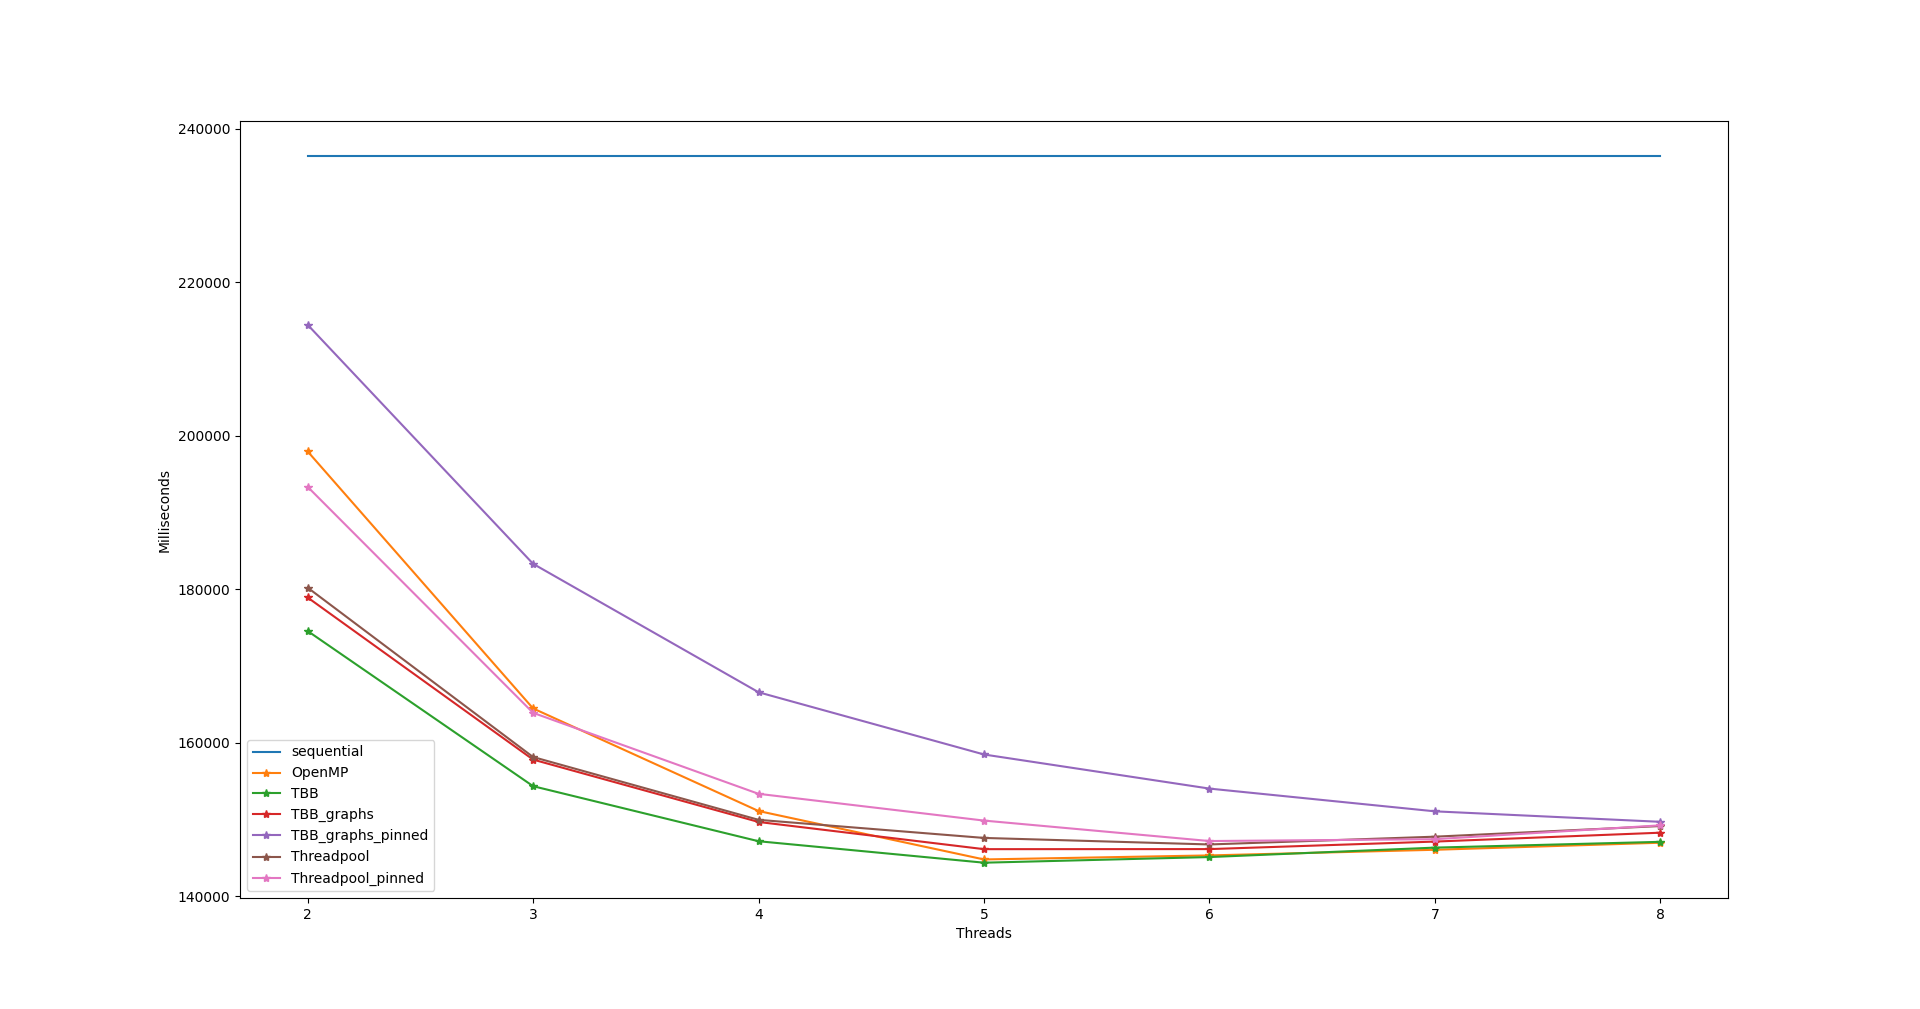 240000
220000
200000
180000
160000
140000
Milliseconds
sequential
OpenMP
TBB
TBB_graphs
TBB_graphs_pinned
Threadpool
Threadpool_pinned
2 3 4 5 6 7 8
Threads